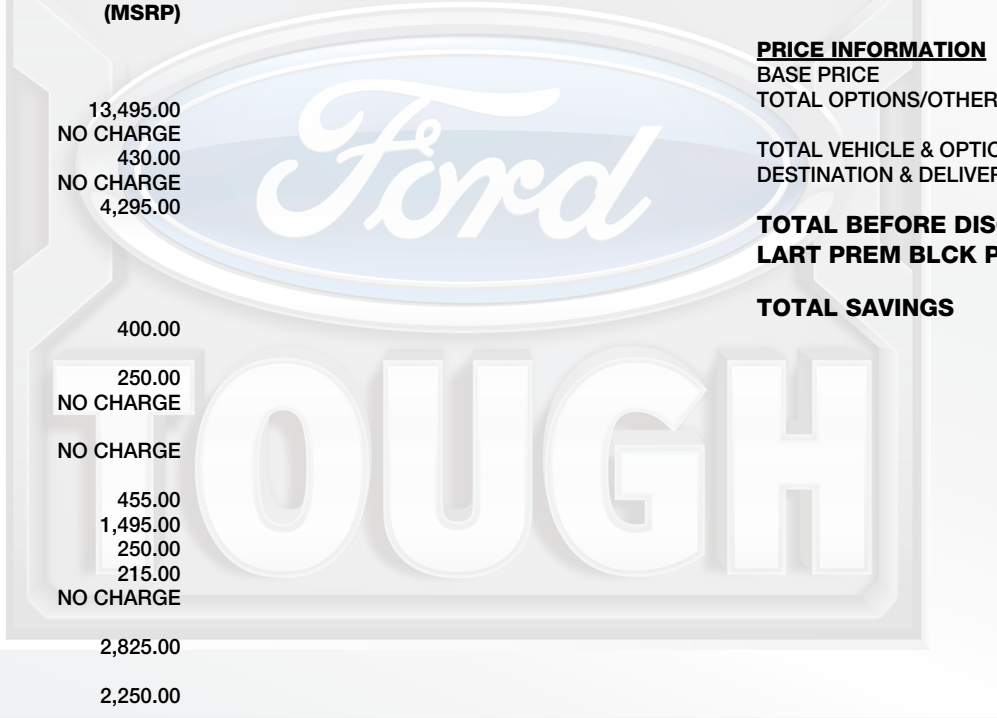 (MSRP)
13,495.00
NO CHARGE
430.00
NO CHARGE
4,295.00
400.00
250.00
NO CHARGE
NO CHARGE
455.00
1,495.00
250.00
215.00
NO CHARGE
2,825.00
2,250.00
PRICE INFORMATION
BASE PRICE
TOTAL OPTIONS/OTHER
TOTAL VEHICLE & OPTIO
DESTINATION & DELIVER
TOTAL BEFORE DIS
LART PREM BLCK P
TOTAL SAVINGS
Ford
TOUGH